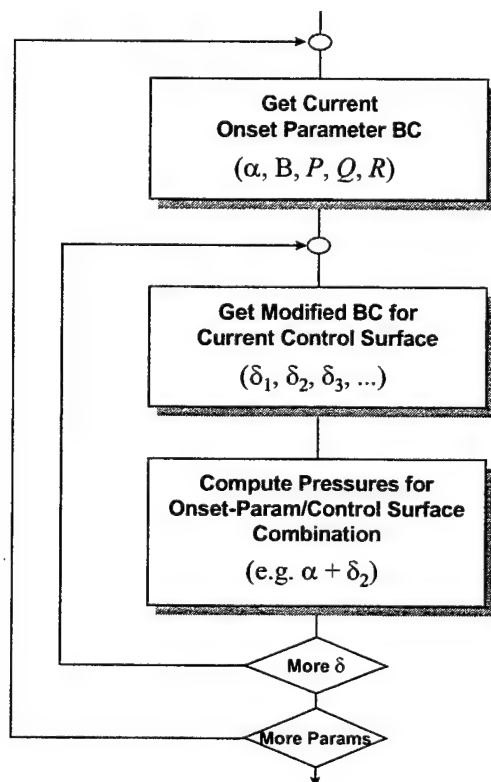 Get Current
Onset Parameter BC
(α, B, P, Q, R)
Get Modified BC for
Current Control Surface
(δ₁, δ₂, δ₃, ...)
Compute Pressures for
Onset-Param/Control Surface
Combination
(e.g. α + δ₂)
More δ
More Params